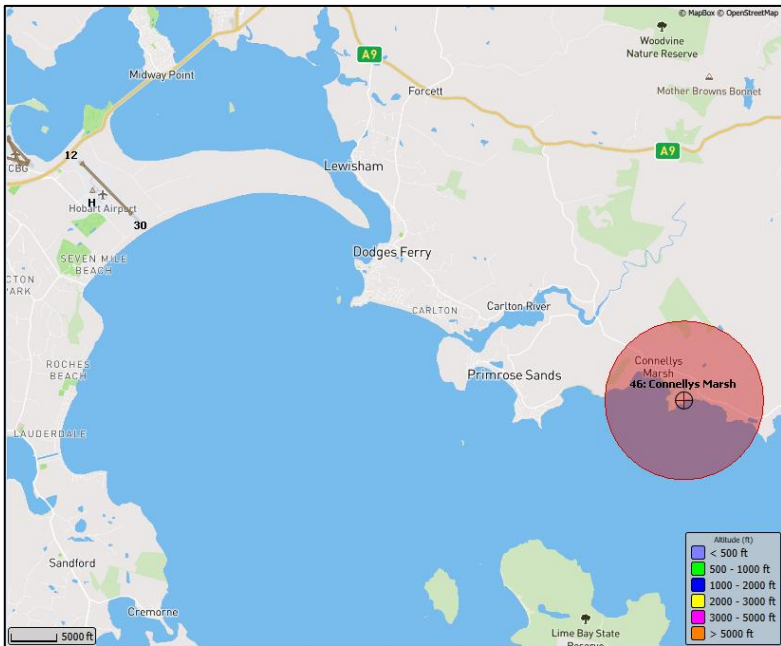 © MapBox © OpenStreetMap
Woodvine
Nature Reserve
A9
Midway Point
Forcett
Mother Browns Bonnet
12
CBG
A9
Lewisham
H
Hobart Airport
30
Dodges Ferry
SEVEN MILE
BEACH
CTON
PARK
CARLTON
Carlton River
ROCHES
BEACH
Connellys
Marsh
Primrose Sands
46: Connellys Marsh
LAUDERDALE
Altitude (ft)
< 500 ft
500 - 1000 ft
1000 - 2000 ft
2000 - 3000 ft
3000 - 5000 ft
> 5000 ft
Sandford
Cremorne
5000 ft
Lime Bay State